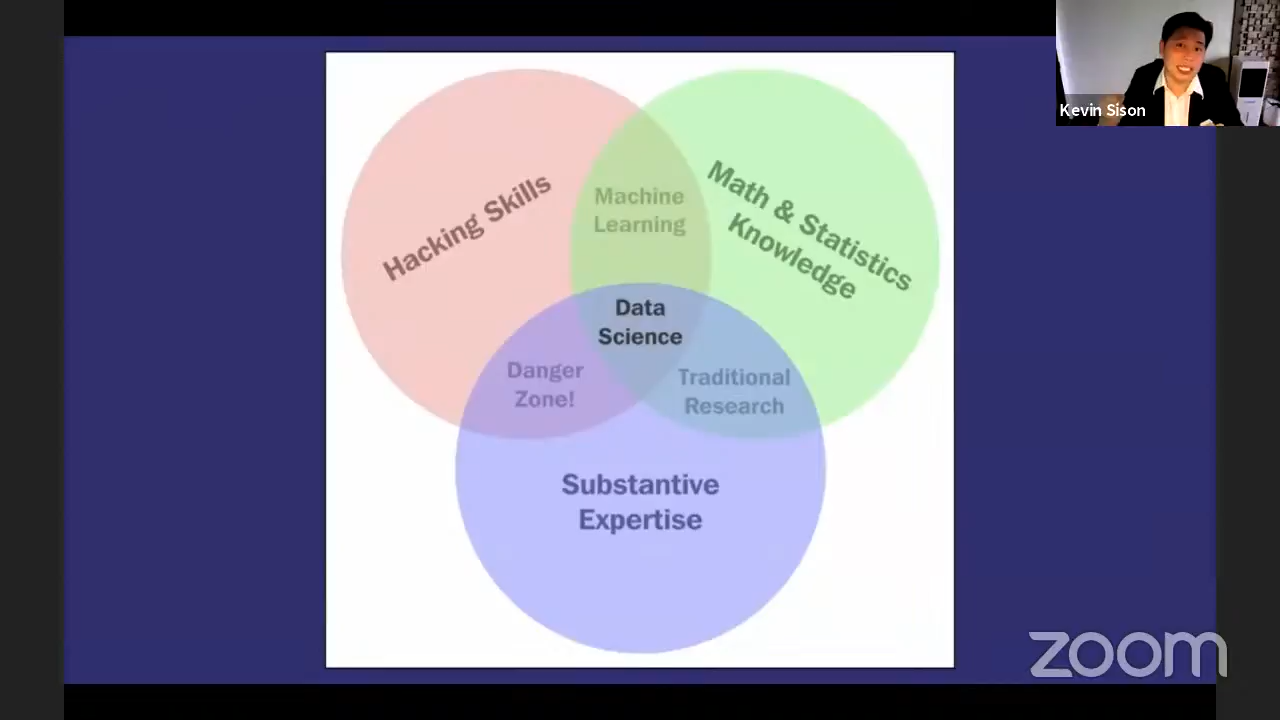 Kevin Sison
Hacking Skills
Math & Statistics
Knowledge
Machine
Learning
Data
Science
Danger
Zone!
Traditional
Research
Substantive
Expertise
zoom